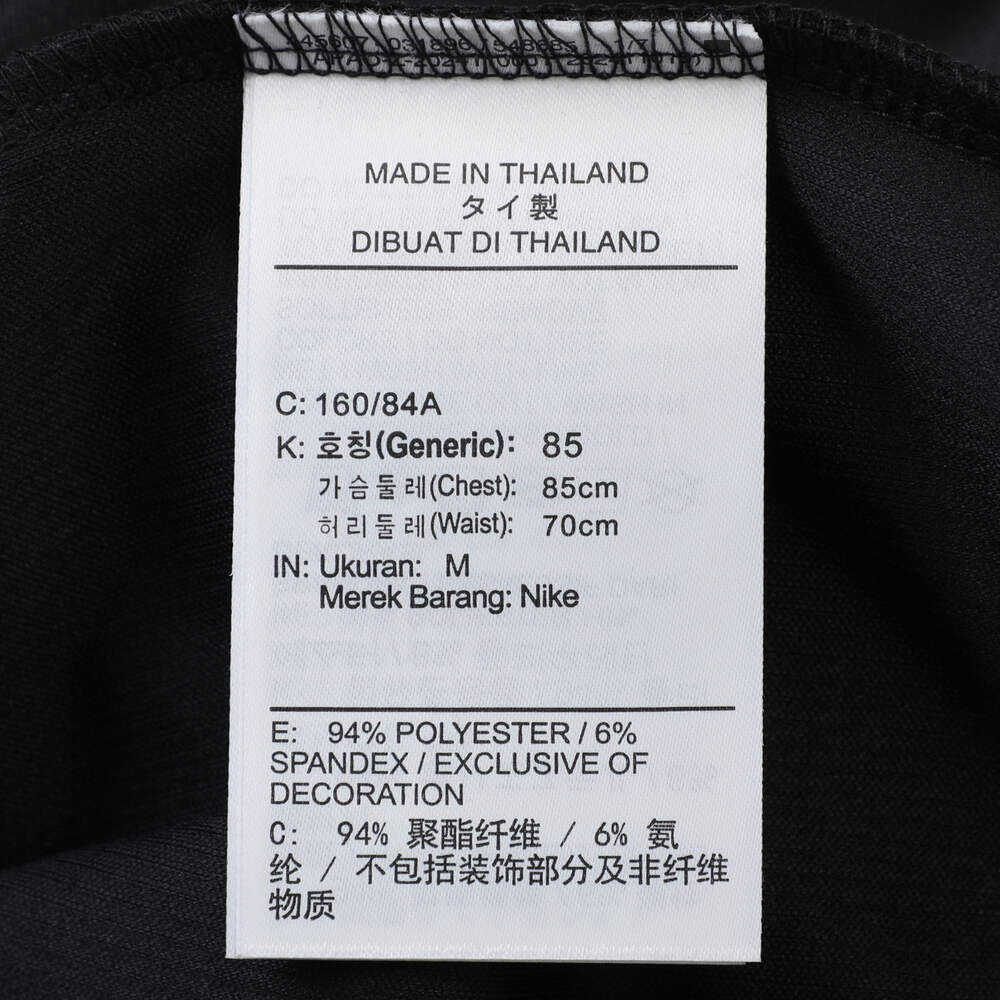 MADE IN THAILAND
タイ製
DIBUAT DI THAILAND
C: 160/84A
K: 호칭(Generic): 85
가슴둘레(Chest): 85cm
허리둘레(Waist): 70cm
IN: Ukuran: M
Merek Barang: Nike
E: 94% POLYESTER / 6%
SPANDEX / EXCLUSIVE OF
DECORATION
C: 94% 聚酯纤维 / 6% 氨
纶 / 不包括装饰部分及非纤维
物质